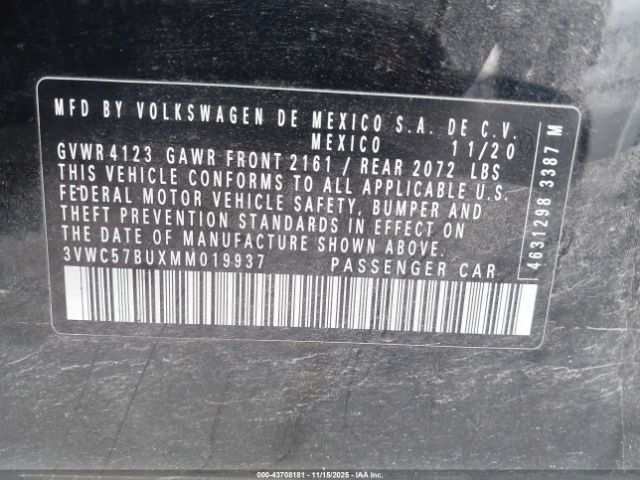 MFD BY VOLKSWAGEN DE MEXICO S.A. DE C.V.
MEXICO 11/20
GVWR 4123 GAWR FRONT 2161 / REAR 2072 LBS
THIS VEHICLE CONFORMS TO ALL APPLICABLE U.S.
FEDERAL MOTOR VEHICLE SAFETY, BUMPER AND
THEFT PREVENTION STANDARDS IN EFFECT ON
THE DATE OF MANUFACTURE SHOWN ABOVE.
3VWC57BUXMM019937 PASSENGER CAR
4631298 3387 M
000-43708181 - 11/15/2025 - IAA Inc.